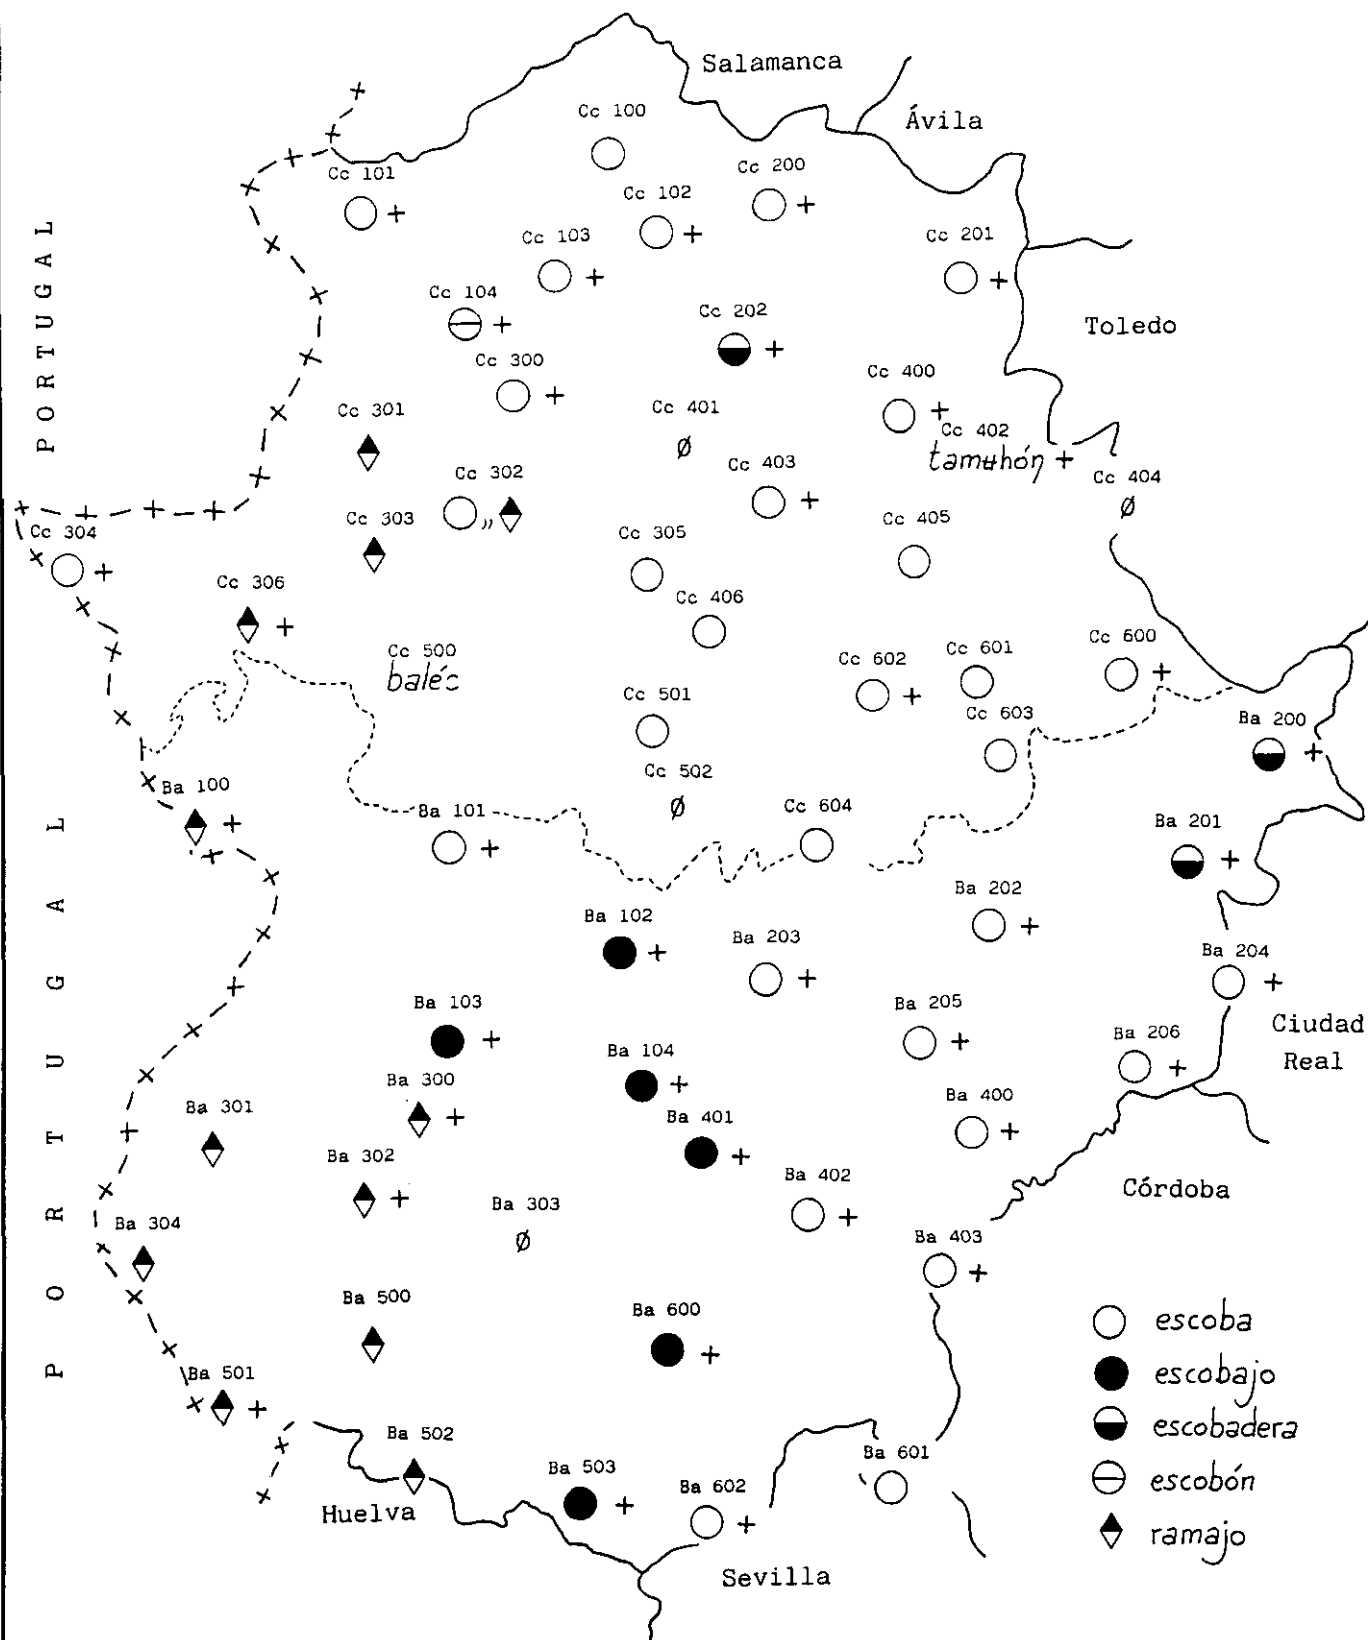 Salamanca
Cc 100
Ávila
Cc 101
Cc 200
Cc 102
Cc 201
Cc 103
PORTUGAL
Cc 104
Cc 202
Toledo
Cc 300
Cc 400
Cc 301
Cc 401
Cc 402
tamuhón +
Cc 302
Cc 403
Cc 404
Cc 303
Cc 405
Cc 304
Cc 305
Cc 306
Cc 406
Cc 500
baléo
Cc 602
Cc 601
Cc 600
Cc 501
Cc 603
Ba 200
Cc 502
Ba 100
Ba 101
Cc 604
Ba 201
Ba 102
Ba 202
Ba 203
Ba 204
PORTUGAL
Ba 103
Ba 205
Ciudad
Real
Ba 104
Ba 206
Ba 300
Ba 301
Ba 401
Ba 400
Ba 302
Ba 402
Córdoba
Ba 303
Ba 304
Ba 403
Ba 500
Ba 600
escoba
escobajo
Ba 501
escobadera
Ba 502
Ba 503
Ba 602
Ba 601
escobón
Huelva
ramajo
Sevilla